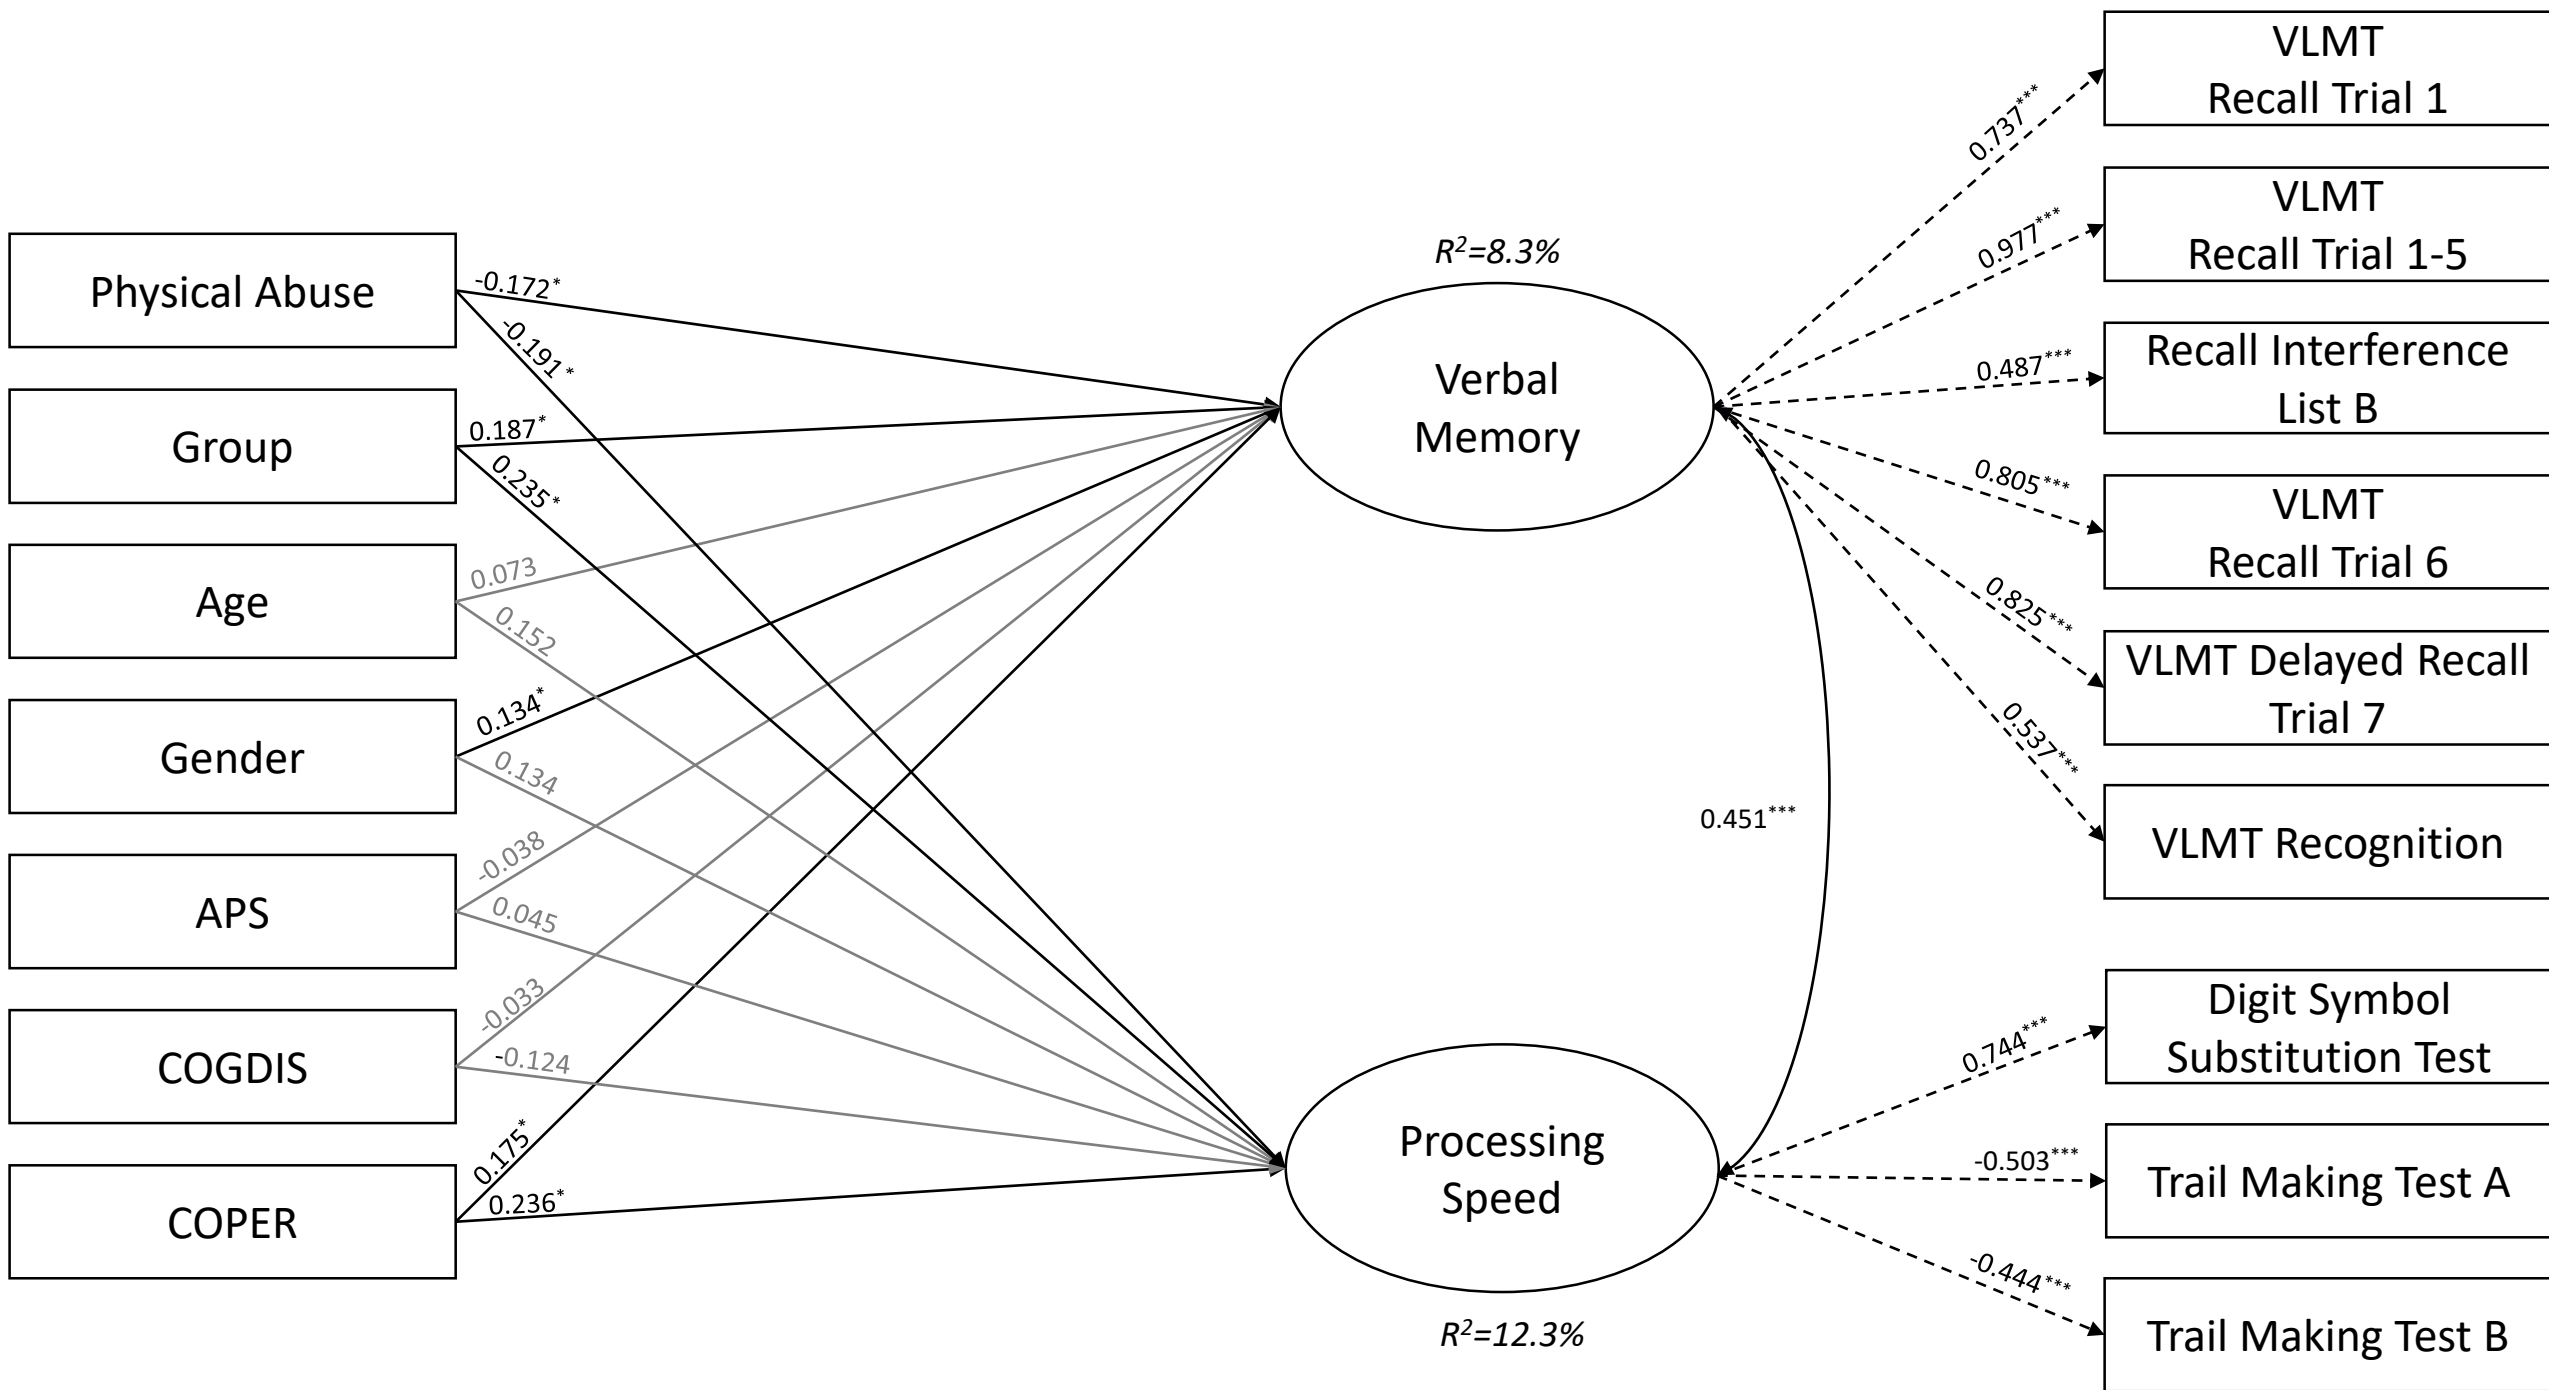 Physical Abuse
Group
Age
Gender
APS
COGDIS
COPER
-0.172*
-0.191*
0.187*
0.235*
0.073
0.152
0.134*
0.134
-0.038
0.045
-0.033
-0.124
0.175*
0.236*
R²=8.3%
Verbal
Memory
Processing
Speed
R²=12.3%
0.451***
0.737***
0.977***
0.487***
0.805***
0.825***
0.537***
0.744***
-0.503***
-0.444***
VLMT
Recall Trial 1
VLMT
Recall Trial 1-5
Recall Interference
List B
VLMT
Recall Trial 6
VLMT Delayed Recall
Trial 7
VLMT Recognition
Digit Symbol
Substitution Test
Trail Making Test A
Trail Making Test B